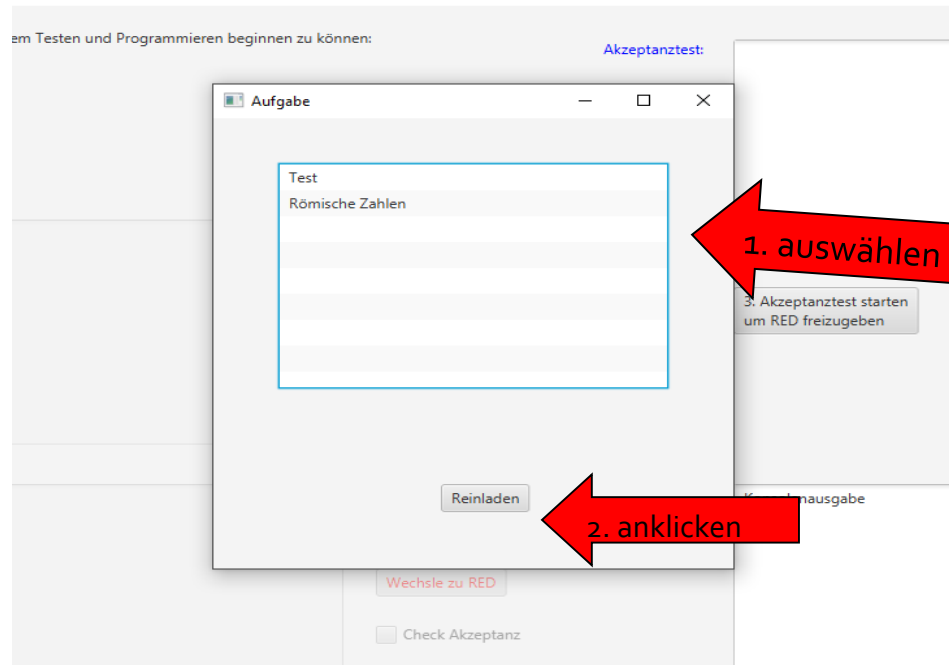 em Testen und Programmieren beginnen zu können:
Akzeptanztest:
Aufgabe
Test
Römische Zahlen
1. auswählen
3. Akzeptanztest starten
um RED freizugeben
Reinladen
2. anklicken
Wechsle zu RED
Check Akzeptanz